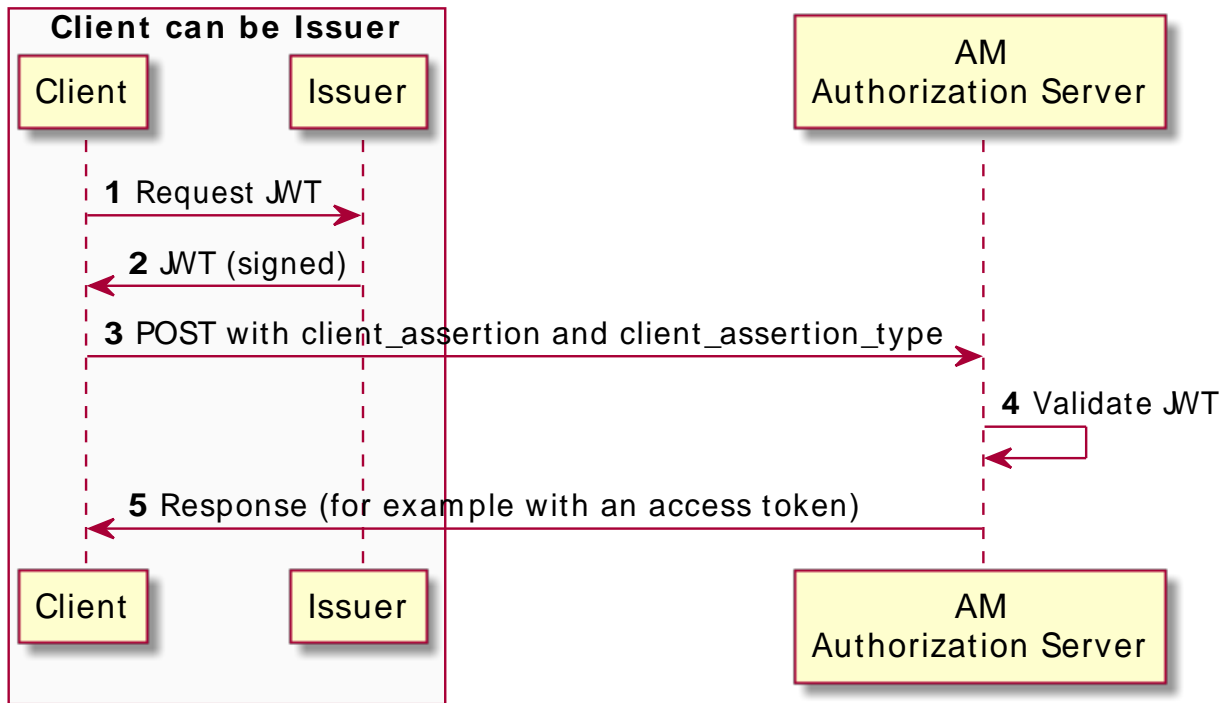 Client can be Issuer
Client
Issuer
AM
Authorization Server
1 Request JWT
2 JWT (signed)
3 POST with client_assertion and client_assertion_type
4 Validate JWT
5 Response (for example with an access token)
Client
Issuer
AM
Authorization Server